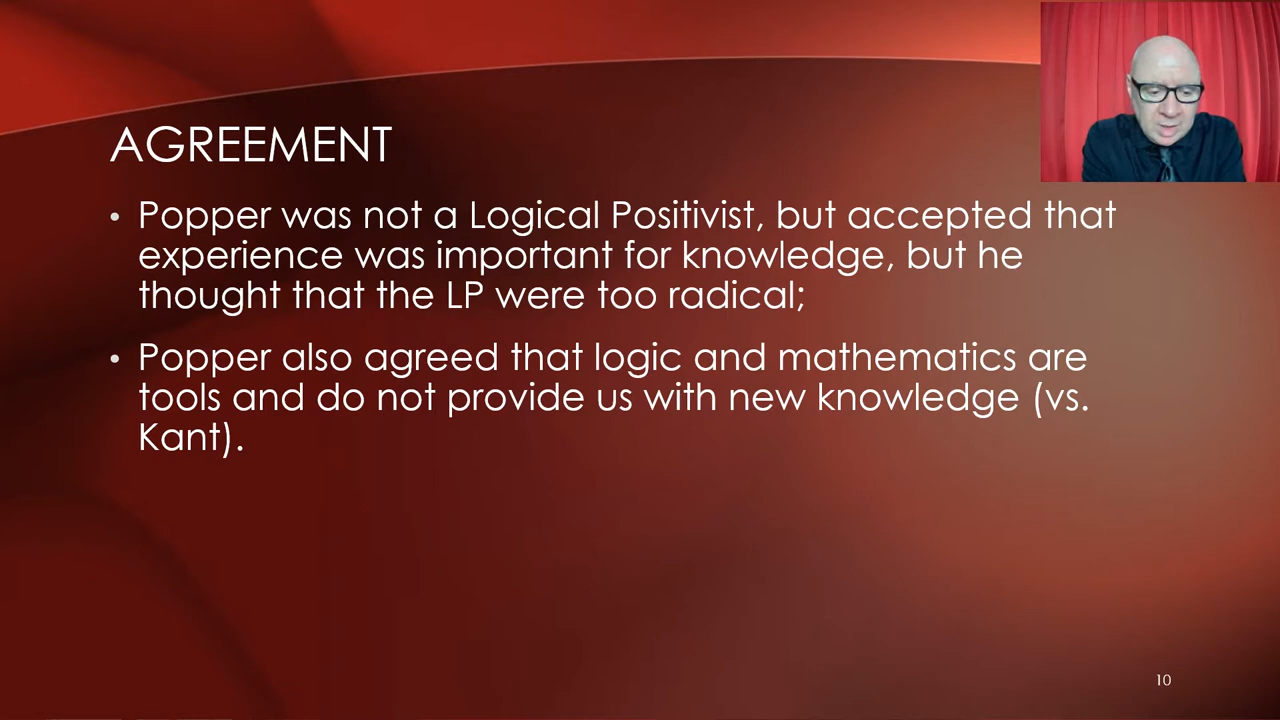 AGREEMENT
• Popper was not a Logical Positivist, but accepted that
experience was important for knowledge, but he
thought that the LP were too radical;
• Popper also agreed that logic and mathematics are
tools and do not provide us with new knowledge (vs.
Kant).
10